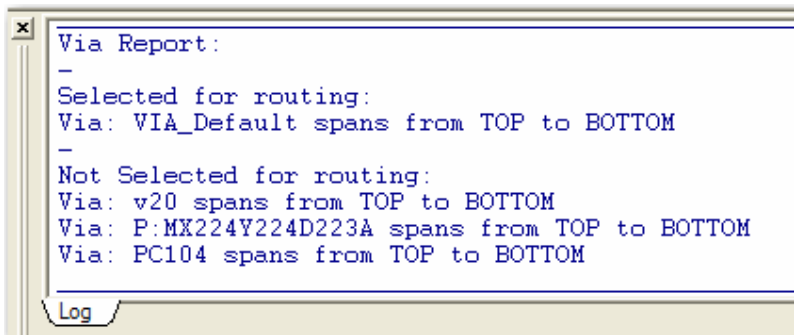 Via Report:
-
Selected for routing:
Via: VIA_Default spans from TOP to BOTTOM
-
Not Selected for routing:
Via: v20 spans from TOP to BOTTOM
Via: P:MX224Y224D223A spans from TOP to BOTTOM
Via: PC104 spans from TOP to BOTTOM
Log